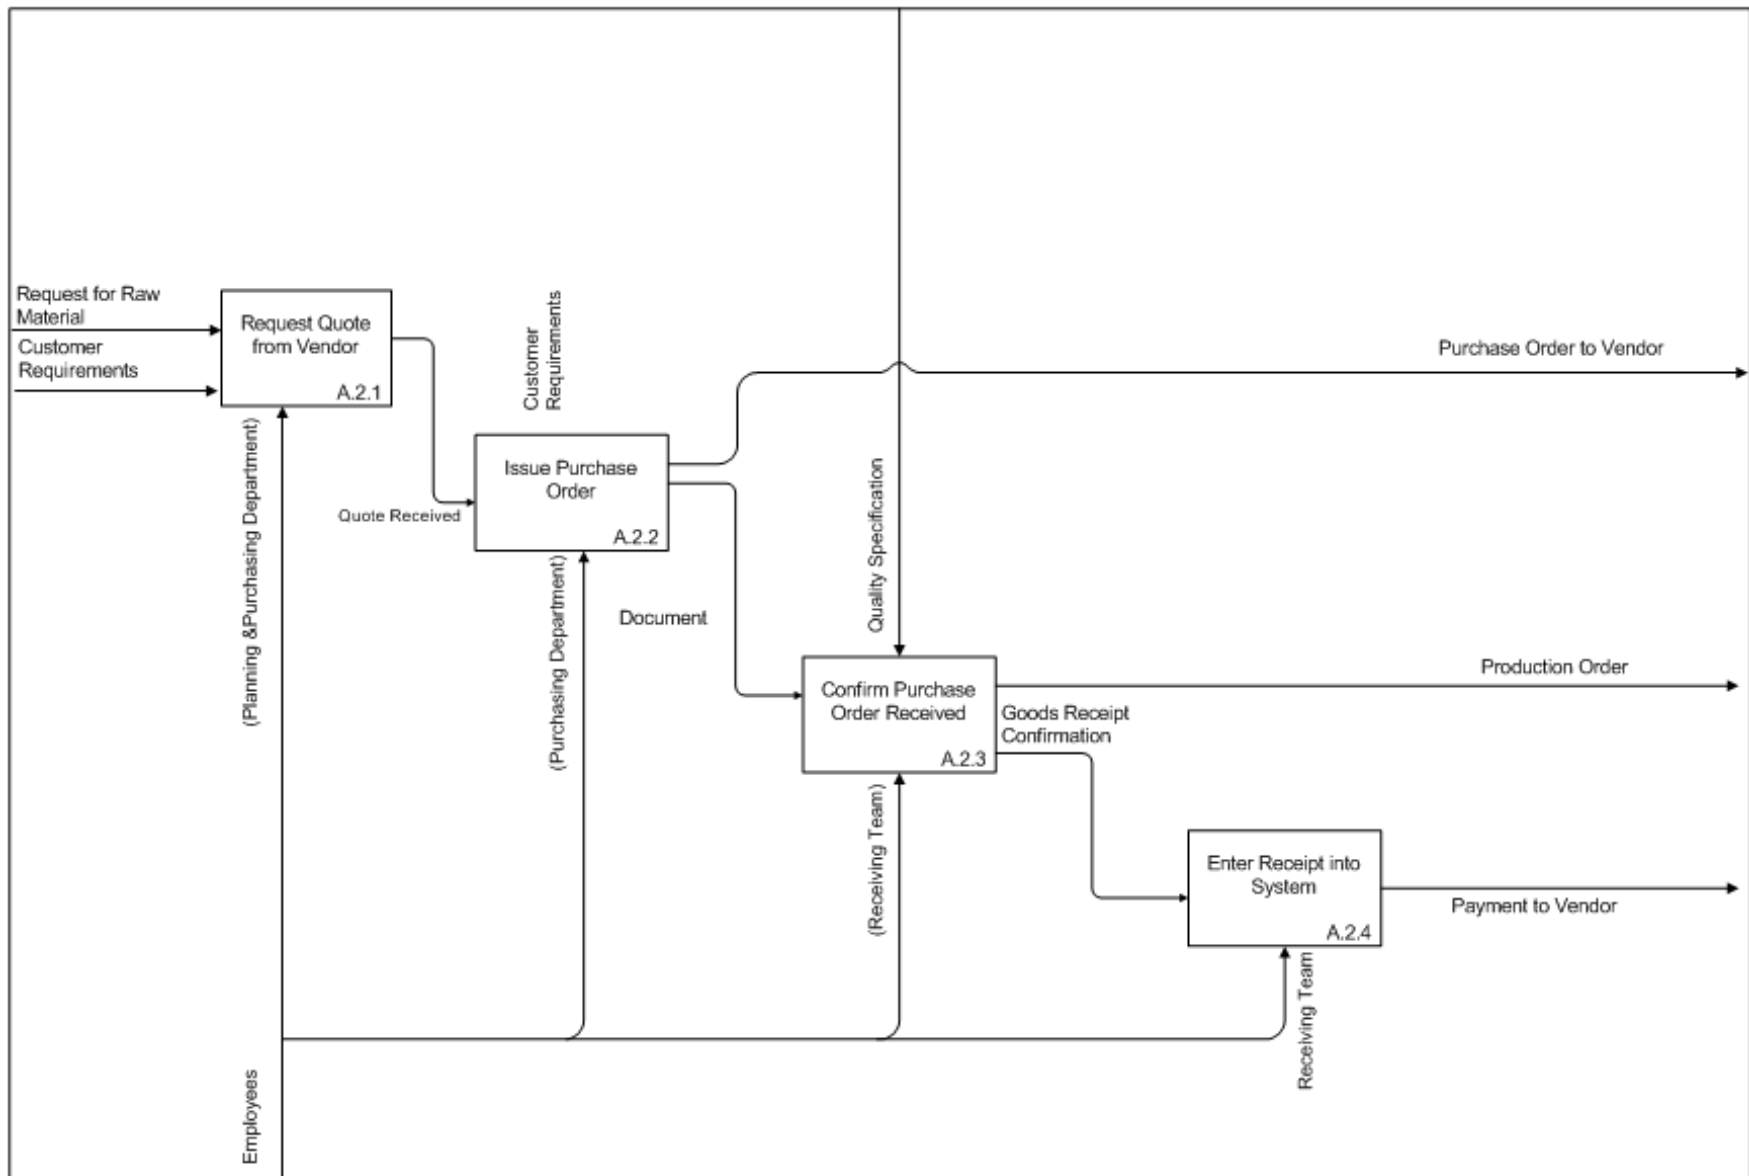 Request for Raw
Material
Customer
Requirements
Request Quote
from Vendor
A.2.1
Customer
Requirements
Purchase Order to Vendor
(Planning &Purchasing Department)
Quote Received
Issue Purchase
Order
A.2.2
Quality Specification
(Purchasing Department)
Document
Confirm Purchase
Order Received
A.2.3
Production Order
Goods Receipt
Confirmation
(Receiving Team)
Enter Receipt into
System
A.2.4
Payment to Vendor
Receiving Team
Employees